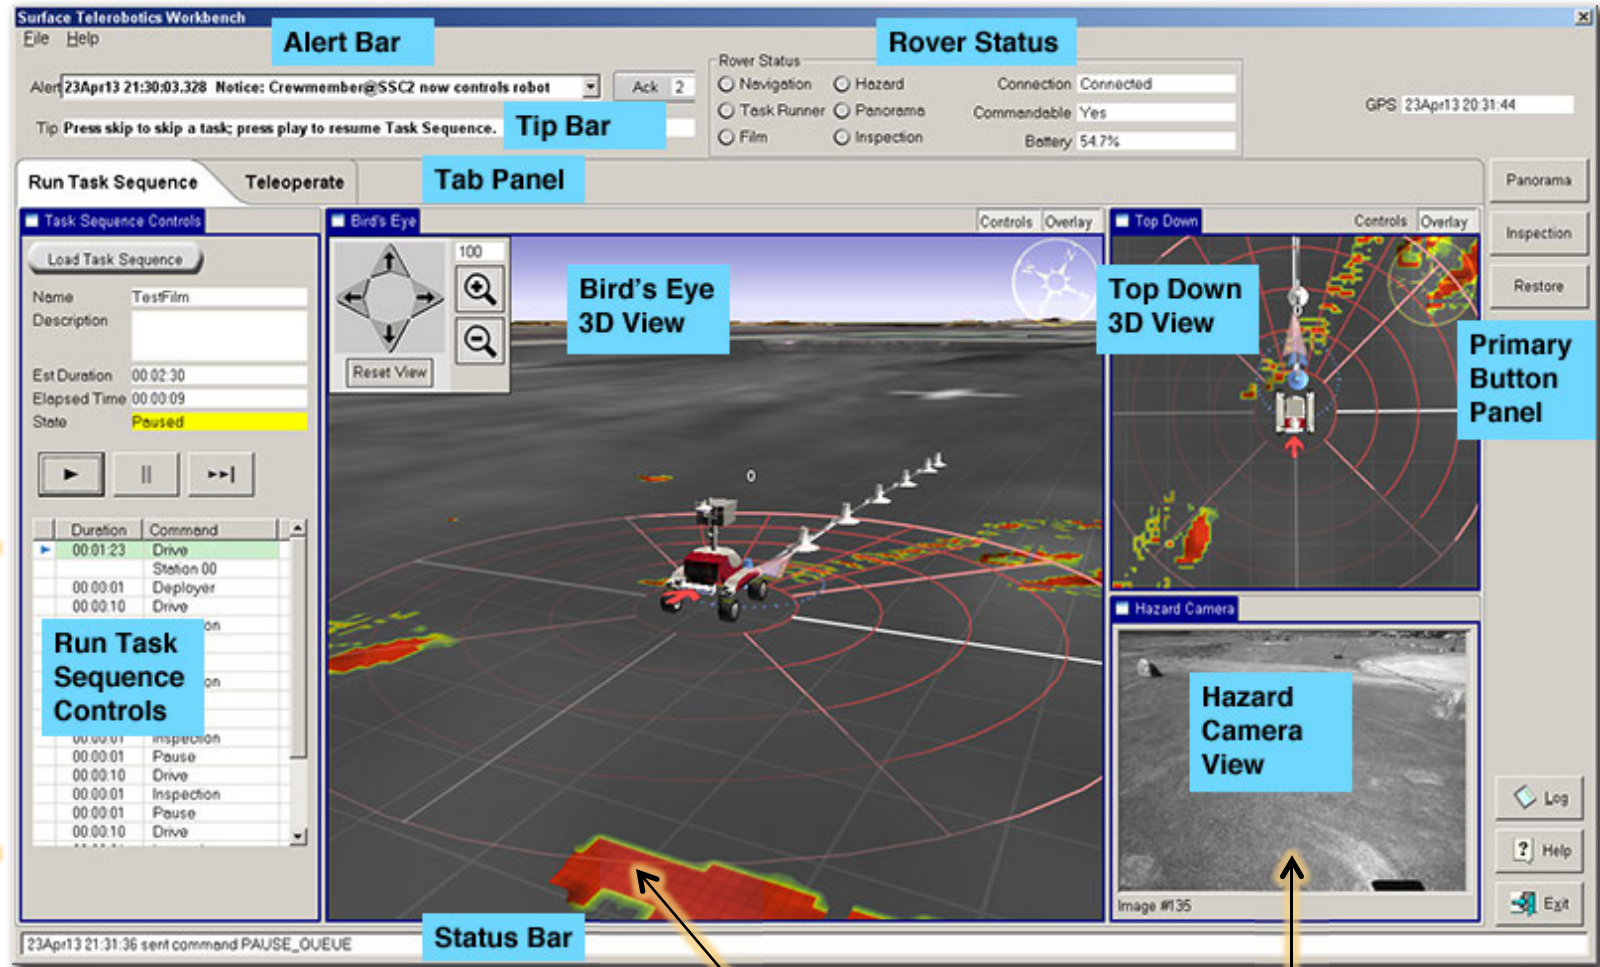 Surface Telerobotics Workbench
File Help
Alert Bar
Rover Status
Rover Status
Alert 23Apr13 21:30:03.328 Notice: Crewmember@SSC2 now controls robot
Ack 2
Navigation Hazard
Connection Connected
Task Runner Panorama
Commandable Yes
Film Inspection
Battery 54.7%
GPS 23Apr13 20:31:44
Tip Press skip to skip a task; press play to resume Task Sequence.
Tip Bar
Run Task Sequence Teleoperate
Tab Panel
Panorama
Inspection
Restore
Primary
Button
Panel
Task Sequence Controls
Load Task Sequence
Name TestFilm
Description
Est Duration 00:02:30
Elapsed Time 00:00:09
State Paused
Duration Command
00:01:23 Drive
Station 00
00:00:01 Deployer
00:00:10 Drive
on
on
Run Task
Sequence
Controls
00:00:01 Inspection
00:00:01 Pause
00:00:10 Drive
00:00:01 Inspection
00:00:01 Pause
00:00:10 Drive
Bird's Eye
Controls Overlay
100
Reset View
Bird's Eye
3D View
0
Top Down
Controls Overlay
Top Down
3D View
Hazard Camera
Hazard
Camera
View
Image #135
Log
Help
Exit
Status Bar
23Apr13 21:31:36 sent command PAUSE_QUEUE